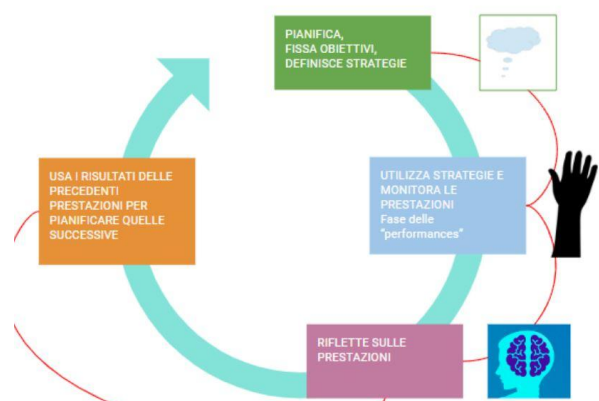 PIANIFICA,
FISSA OBIETTIVI,
DEFINISCE STRATEGIE
UTILIZZA STRATEGIE E
MONITORA LE
PRESTAZIONI
Fase delle
"performances"
RIFLETTE SULLE
PRESTAZIONI
USA I RISULTATI DELLE
PRECEDENTI
PRESTAZIONI PER
PIANIFICARE QUELLE
SUCCESSIVE